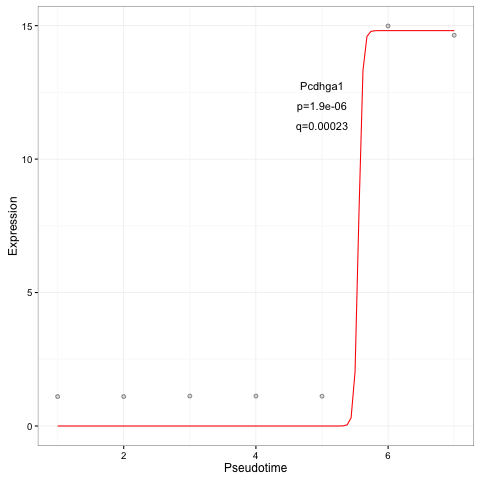 15
Pcdhga1
p=1.9e-06
q=0.00023
10
Expression
5
0
2
4
6
Pseudotime